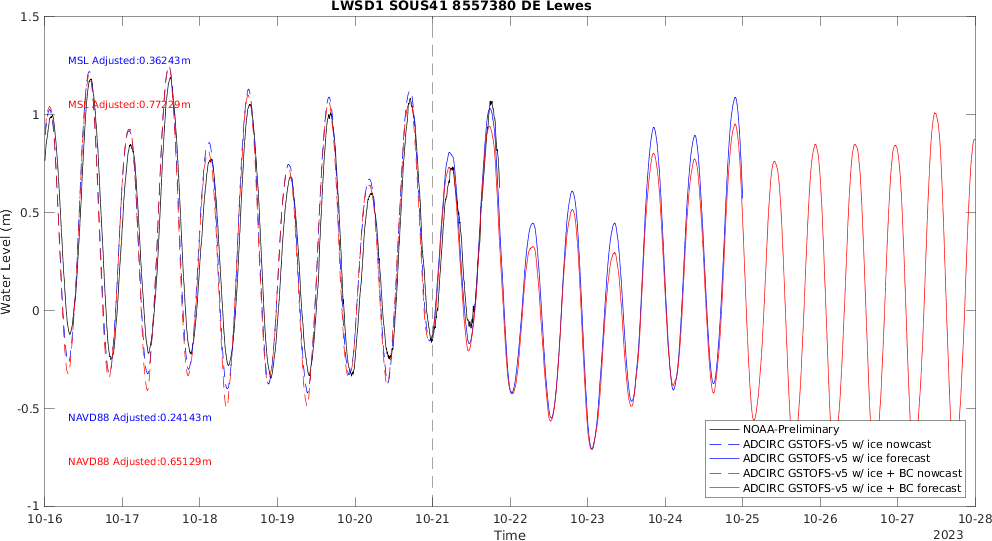 LWSD1 SOUS41 8557380 DE Lewes
1.5
1
0.5
0
-0.5
-1
Water Level (m)
MSL Adjusted:0.36243m
MSL Adjusted:0.77229m
NAVD88 Adjusted:0.24143m
NAVD88 Adjusted:0.65129m
NOAA-Preliminary
ADCIRC GSTOFS-v5 w/ ice nowcast
ADCIRC GSTOFS-v5 w/ ice forecast
ADCIRC GSTOFS-v5 w/ ice + BC nowcast
ADCIRC GSTOFS-v5 w/ ice + BC forecast
10-16 10-17 10-18 10-19 10-20 10-21 10-22 10-23 10-24 10-25 10-26 10-27 10-28
Time
2023